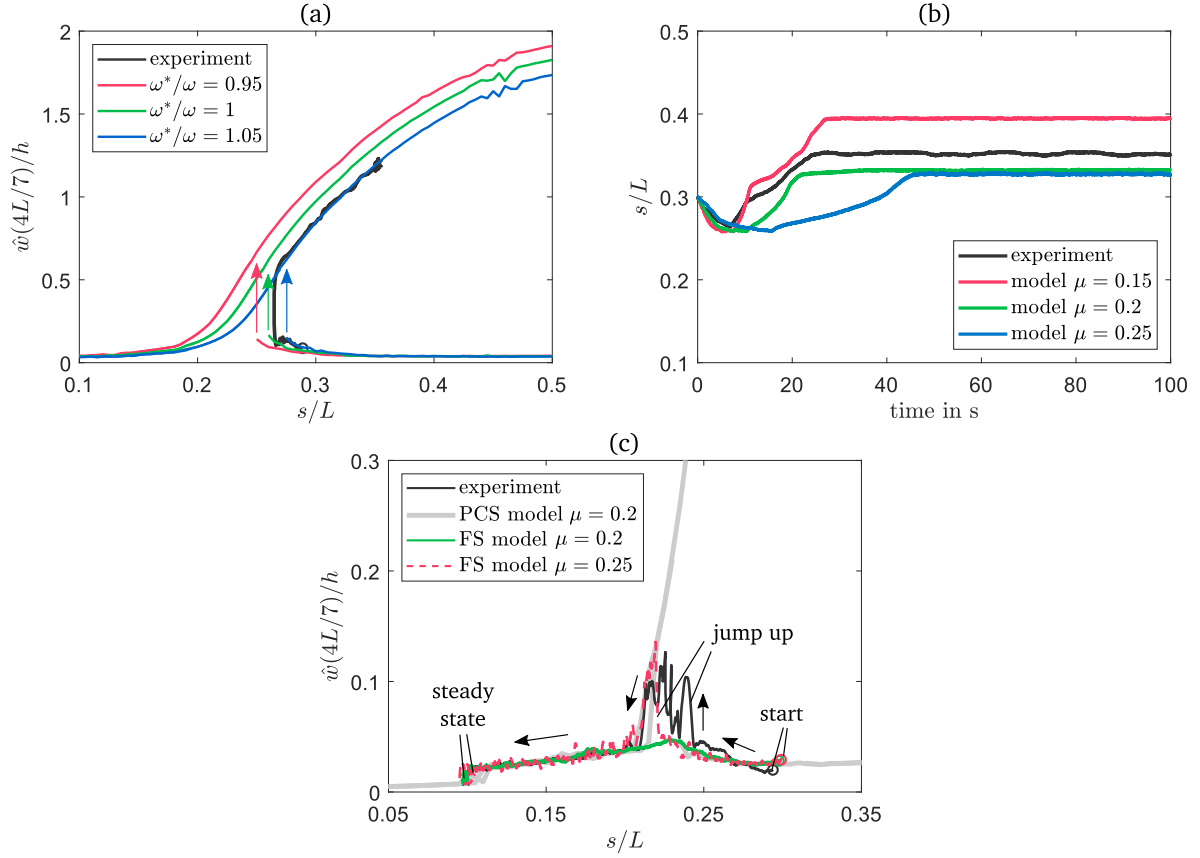 (a)
2
1.5
1
0.5
0
0.1
0.2
0.3
0.4
0.5
ŵ(4L/7)/h
s/L
experiment
ω*/ω = 0.95
ω*/ω = 1
ω*/ω = 1.05
(b)
0.5
0.4
0.3
0.2
0.1
0
20
40
60
80
100
s/L
time in s
experiment
model μ = 0.15
model μ = 0.2
model μ = 0.25
(c)
0.3
0.2
0.1
0
0.05
0.15
0.25
0.35
ŵ(4L/7)/h
s/L
experiment
PCS model μ = 0.2
FS model μ = 0.2
FS model μ = 0.25
jump up
steady
state
start